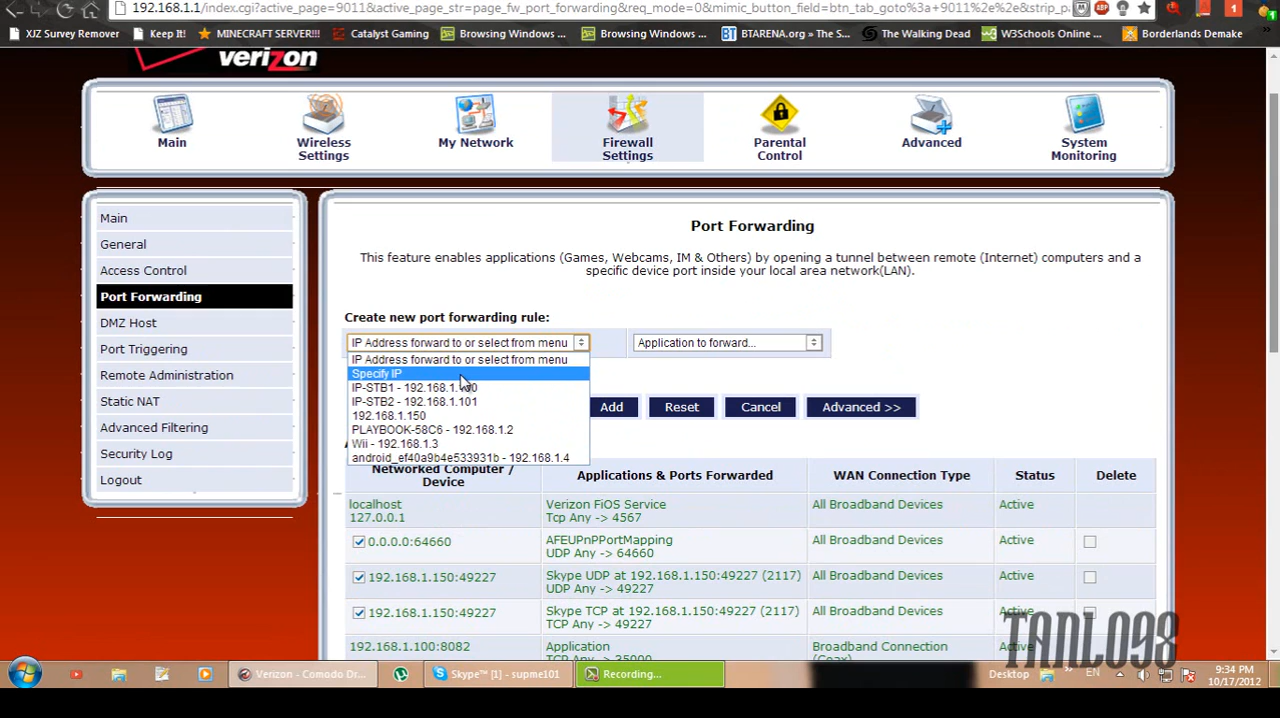 192.168.1.1/index.cgi?active_page=9011&active_str=page_fw_port_forwarding&req_mode=0&mimic_button_field=btn_tab_goto%3a+9011%2e%2e&strip_p...
XJZ Survey Remover
Keep It!
MINECRAFT SERVER!!!
Catalyst Gaming
Browsing Windows ...
Browsing Windows ...
BTARENA.org » The S...
The Walking Dead
W3Schools Online ...
Borderlands Demake
verizon
Main
Wireless Settings
My Network
Firewall Settings
Parental Control
Advanced
System Monitoring
Main
General
Access Control
Port Forwarding
DMZ Host
Port Triggering
Remote Administration
Static NAT
Advanced Filtering
Security Log
Logout
Port Forwarding
This feature enables applications (Games, Webcams, IM & Others) by opening a tunnel between remote (Internet) computers and a
specific device port inside your local area network(LAN).
Create new port forwarding rule:
IP Address forward to or select from menu
Application to forward...
IP Address forward to or select from menu
Specify IP
IP-STB1 - 192.168.1.100
IP-STB2 - 192.168.1.101
192.168.1.150
PLAYBOOK-58C6 - 192.168.1.2
Wii - 192.168.1.3
android_ef40a9b4e533931b - 192.168.1.4
Add
Reset
Cancel
Advanced >>
Networked Computer / Device
Applications & Ports Forwarded
WAN Connection Type
Status
Delete
localhost
127.0.0.1
Verizon FiOS Service
Tcp Any -> 4567
All Broadband Devices
Active
0.0.0.0:64660
AFEUPnPPortMapping
UDP Any -> 64660
All Broadband Devices
Active
192.168.1.150:49227
Skype UDP at 192.168.1.150:49227 (2117)
UDP Any -> 49227
All Broadband Devices
Active
192.168.1.150:49227
Skype TCP at 192.168.1.150:49227 (2117)
TCP Any -> 49227
All Broadband Devices
Active
192.168.1.100:8082
Application
TCP Any -> 35000
Broadband Connection
(Coax)
Active
TANLO98
Verizon - Comodo Dr...
Skype™ [1] - supme101
Recording...
Desktop
EN
9:34 PM
10/17/2012